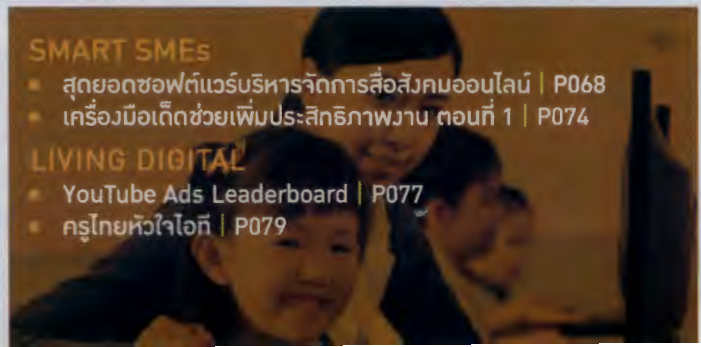 SMART SMEs
สุดยอดซอฟต์แวร์บริหารจัดการสื่อสังคมออนไลน์ | P068
เครื่องมือเด็ดช่วยเพิ่มประสิทธิภาพงาน ตอนที่ 1 | P074
LIVING DIGITAL
YouTube Ads Leaderboard | P077
ครูไทยหัวใจไอที | P079